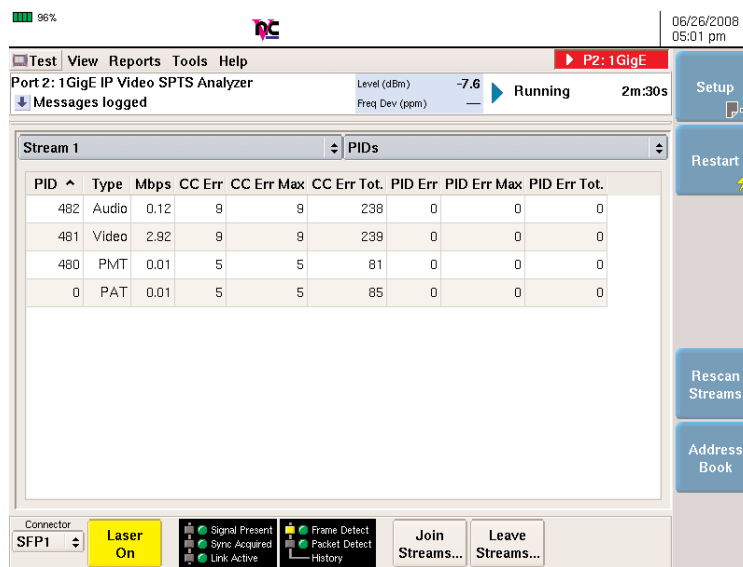 96%
06/26/2008
05:01 pm
Test View Reports Tools Help
P2: 1GigE
Port 2: 1GigE IP Video SPTS Analyzer
Messages logged
Level (dBm) -7.6
Freq Dev (ppm) —
Running 2m:30s
Setup
Restart
Stream 1
PIDs
PID Type Mbps CC Err CC Err Max CC Err Tot. PID Err PID Err Max PID Err Tot.
482 Audio 0.12 9 9 238 0 0 0
481 Video 2.92 9 9 239 0 0 0
480 PMT 0.01 5 5 81 0 0 0
0 PAT 0.01 5 5 85 0 0 0
Rescan
Streams
Address
Book
Connector
SFP1
Laser
On
Signal Present
Sync Acquired
Link Active
Frame Detect
Packet Detect
History
Join
Streams...
Leave
Streams...